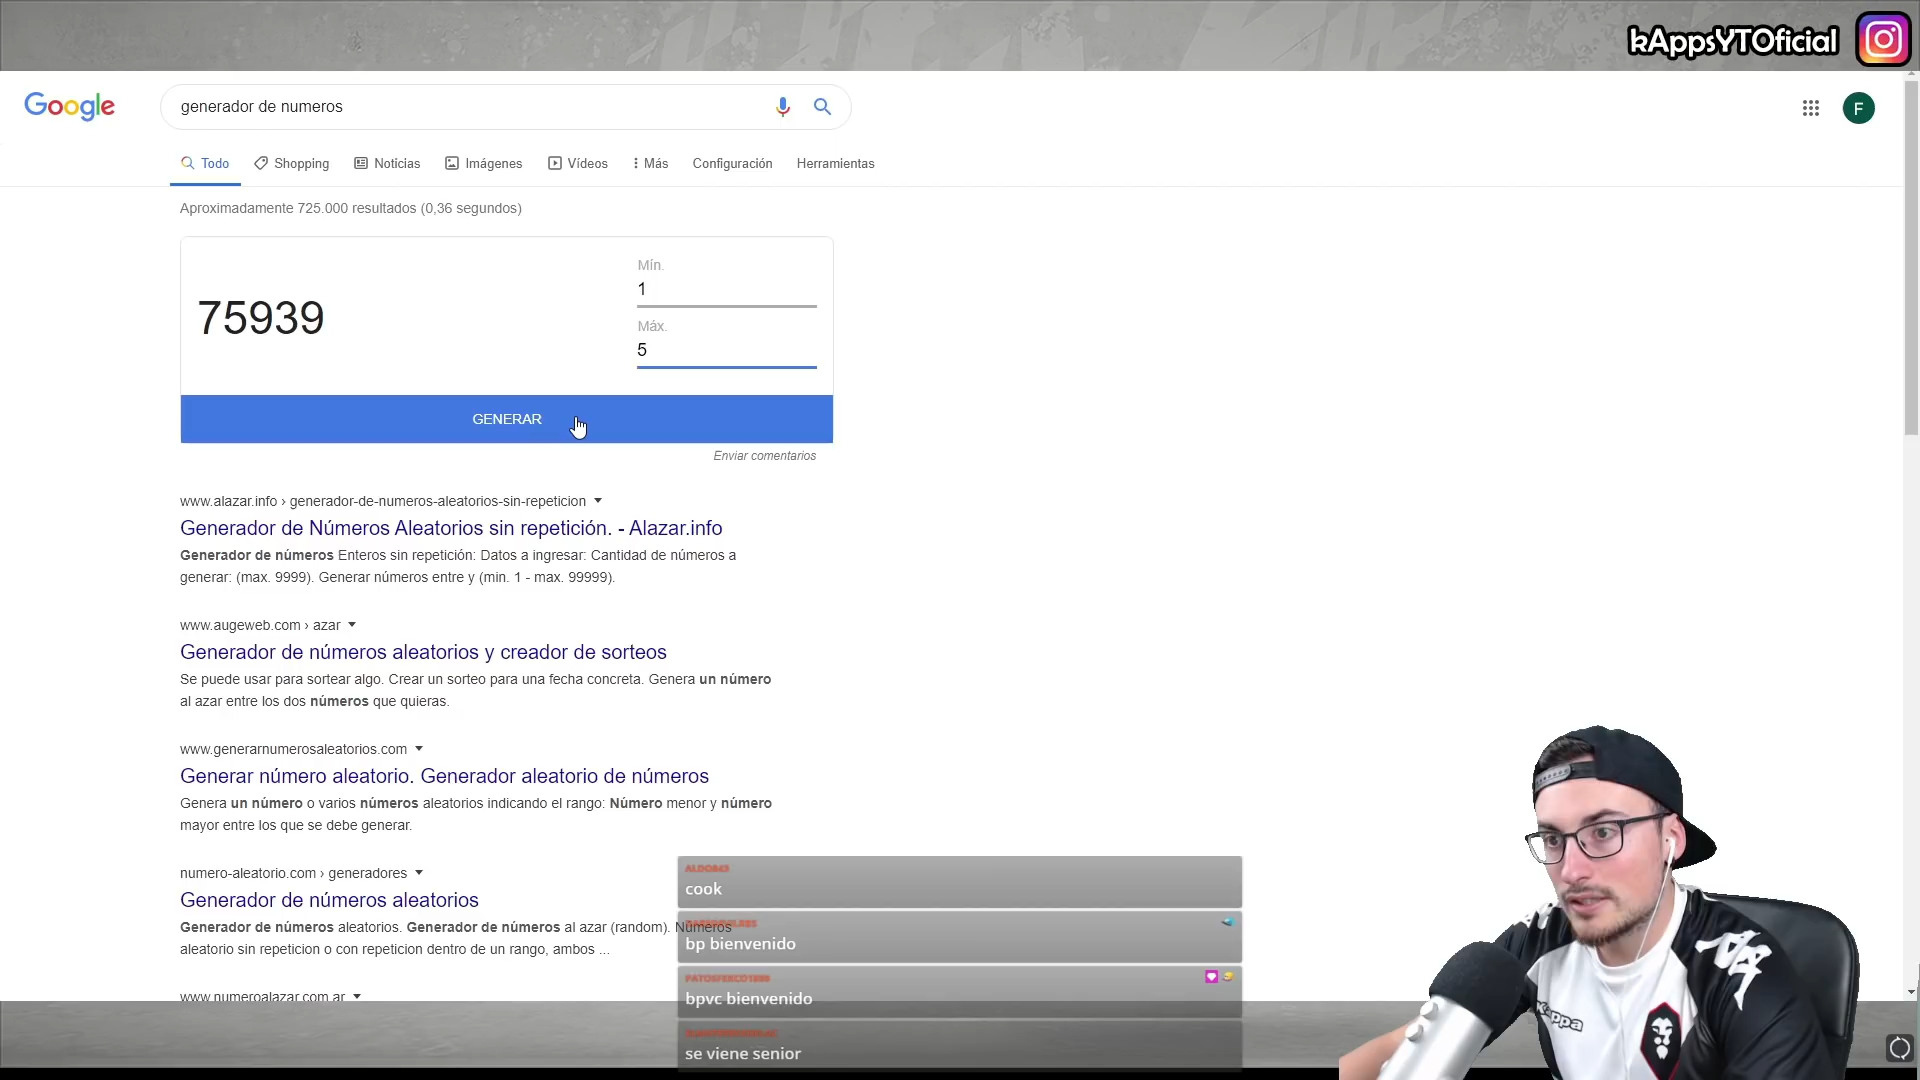 kAppsYTOficial
Google
generador de numeros
F
Todo
Shopping
Noticias
Imágenes
Vídeos
Más
Configuración
Herramientas
Aproximadamente 725.000 resultados (0,36 segundos)
75939
Mín.
1
Máx.
5
GENERAR
Enviar comentarios
www.alazar.info › generador-de-numeros-aleatorios-sin-repeticion
Generador de Números Aleatorios sin repetición. - Alazar.info
Generador de números Enteros sin repetición: Datos a ingresar: Cantidad de números a
generar: (max. 9999). Generar números entre y (min. 1 - max. 99999).
www.augeweb.com › azar
Generador de números aleatorios y creador de sorteos
Se puede usar para sortear algo. Crear un sorteo para una fecha concreta. Genera un número
al azar entre los dos números que quieras.
www.generarnumerosaleatorios.com
Generar número aleatorio. Generador aleatorio de números
Genera un número o varios números aleatorios indicando el rango: Número menor y número
mayor entre los que se debe generar.
numero-aleatorio.com › generadores
Generador de números aleatorios
Generador de números aleatorios. Generador de números al azar (random). Números
aleatorio sin repeticion o con repeticion dentro de un rango, ambos ...
www.numeroalazar.com.ar
cook
bp bienvenido
bpvc bienvenido
se viene senior
Kappa